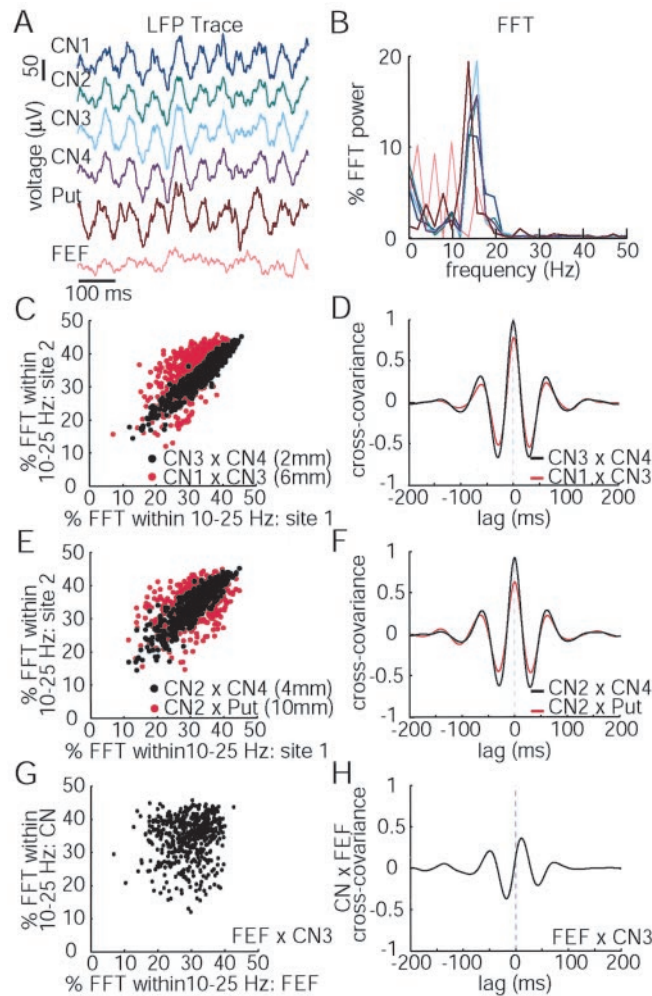 A
LFP Trace
50
voltage (μV)
CN1
CN2
CN3
CN4
Put
FEF
100 ms
B
FFT
% FFT power
20
10
0
0 10 20 30 40 50
frequency (Hz)
C
% FFT within
10-25 Hz: site 2
50
40
30
20
10
0
CN3 x CN4 (2mm)
CN1 x CN3 (6mm)
0 10 20 30 40 50
% FFT within 10-25 Hz: site 1
D
cross-covariance
1
0.5
0
-0.5
-1
CN3 x CN4
CN1 x CN3
-200 -100 0 100 200
lag (ms)
E
% FFT within
10-25 Hz: site 2
50
40
30
20
10
0
CN2 x CN4 (4mm)
CN2 x Put (10mm)
0 10 20 30 40 50
% FFT within10-25 Hz: site 1
F
cross-covariance
1
0.5
0
-0.5
-1
CN2 x CN4
CN2 x Put
-200 -100 0 100 200
lag (ms)
G
% FFT within
10-25 Hz: CN
50
40
30
20
10
0
FEF x CN3
0 10 20 30 40 50
% FFT within10-25 Hz: FEF
H
CN x FEF
cross-covariance
1
0.5
0
-0.5
-1
FEF x CN3
-200 -100 0 100 200
lag (ms)